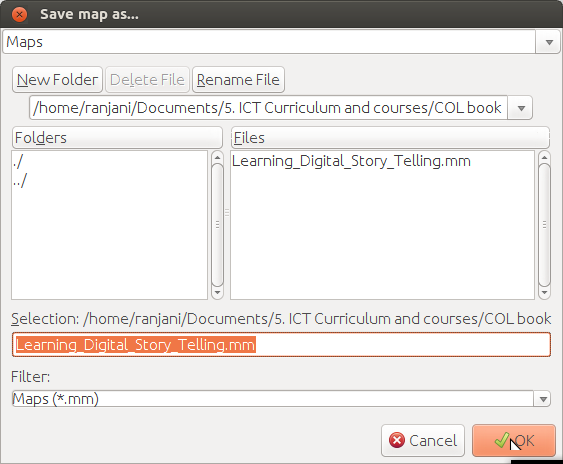 Save map as...
Maps
New Folder Delete File Rename File
/home/ranjani/Documents/5. ICT Curriculum and courses/COL book
Folders Files
./ Learning_Digital_Story_Telling.mm
../
Selection: /home/ranjani/Documents/5. ICT Curriculum and courses/COL book
Learning_Digital_Story_Telling.mm
Filter:
Maps (*.mm)
Cancel OK